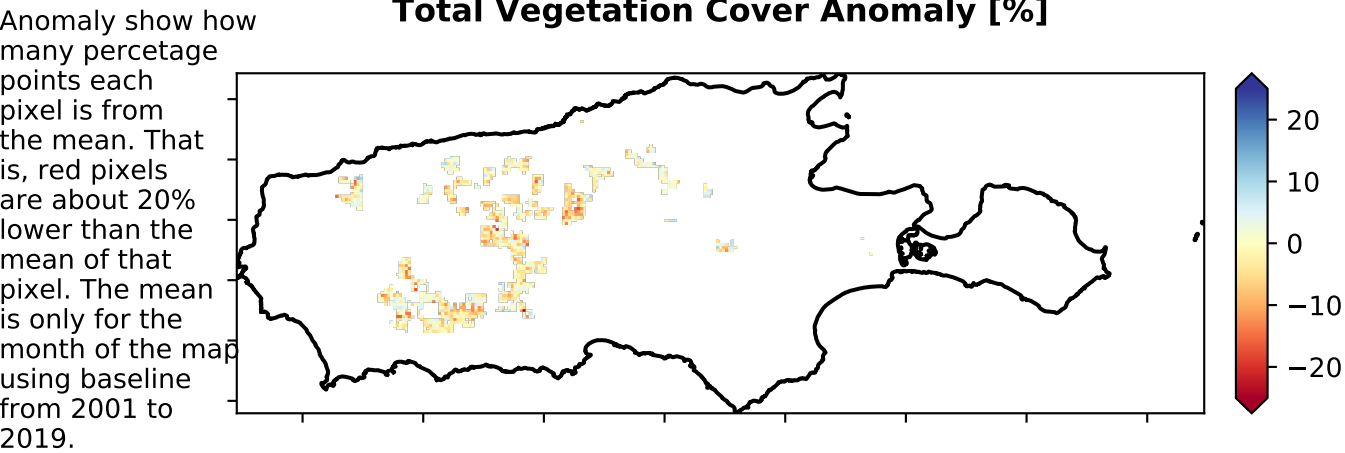 Total Vegetation Cover Anomaly [%]
Anomaly show how
many percetage
points each
pixel is from
the mean. That
is, red pixels
are about 20%
lower than the
mean of that
pixel. The mean
is only for the
month of the map
using baseline
from 2001 to
2019.
20
10
0
−10
−20